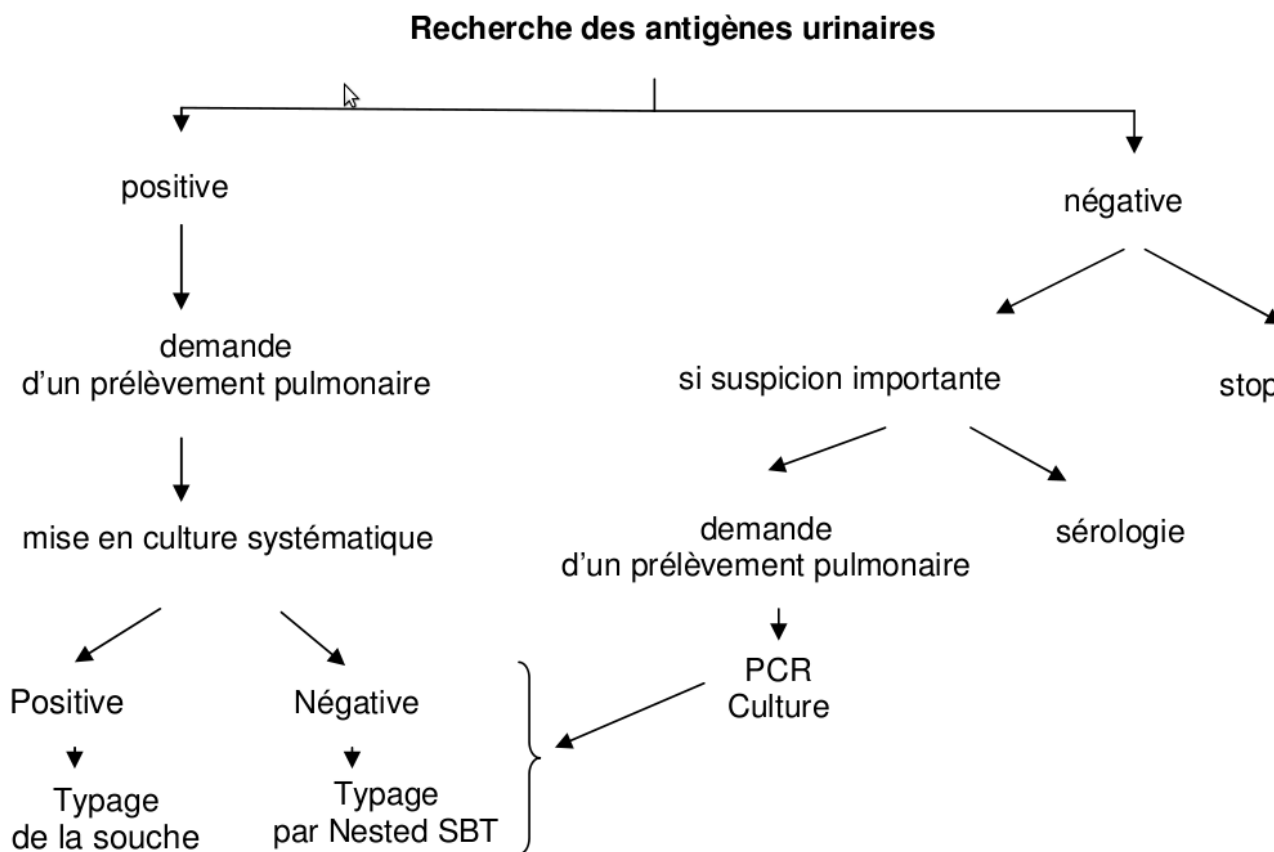 Recherche des antigènes urinaires
positive
négative
demande
d'un prélèvement pulmonaire
si suspicion importante
stop
mise en culture systématique
demande
d'un prélèvement pulmonaire
sérologie
Positive
Négative
PCR
Culture
Typage
de la souche
Typage
par Nested SBT